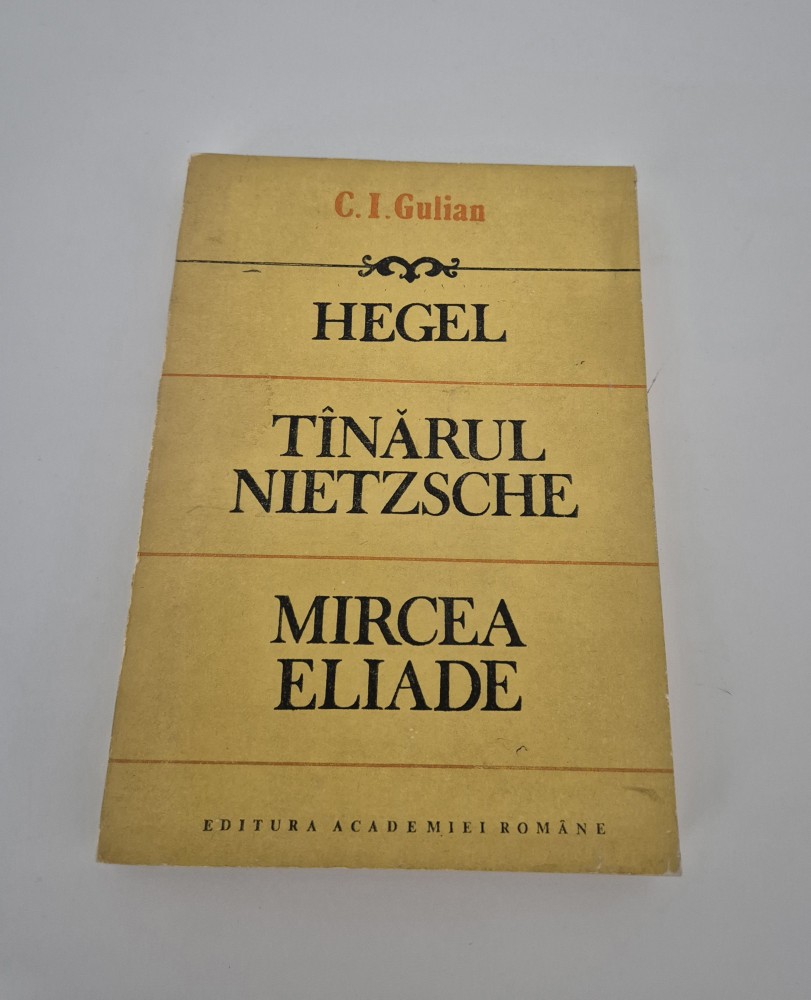 C. I. Gulian
HEGEL
TÎNĂRUL
NIETZSCHE
MIRCEA
ELIADE
EDITURA ACADEMIEI ROMÂNE